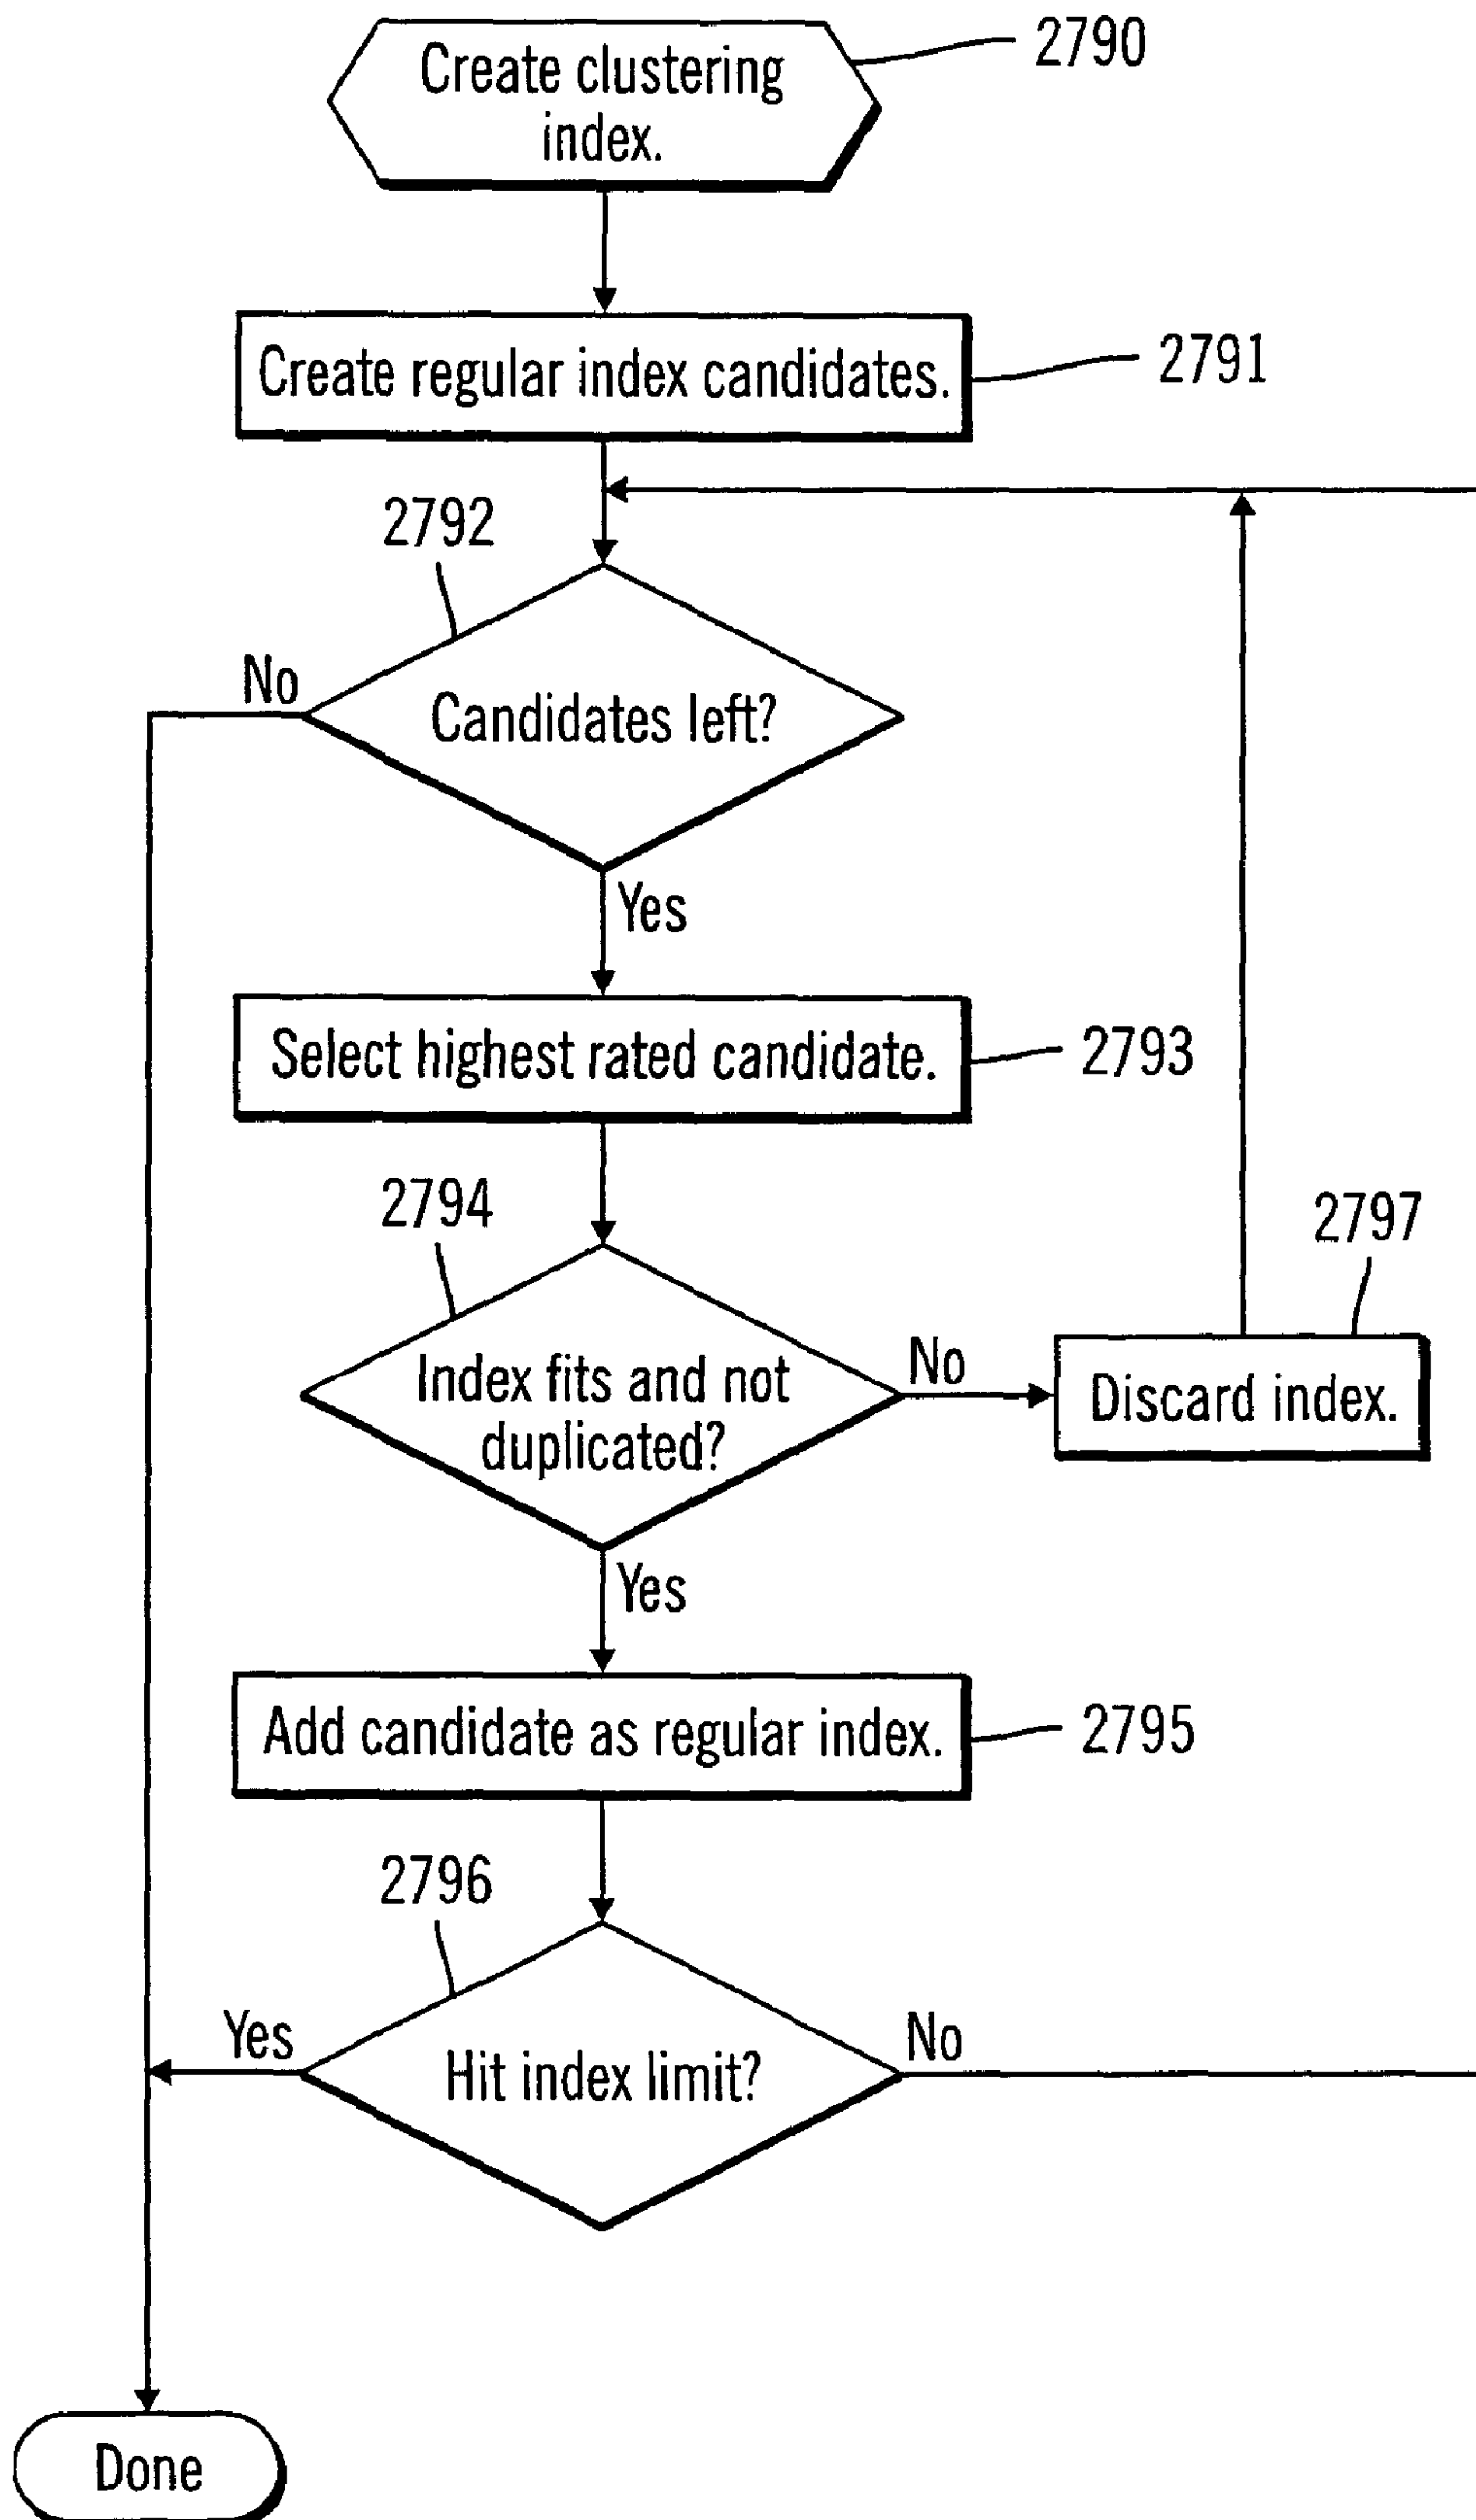 Create clustering
index.
2790
Create regular index candidates.
2791
2792
No
Candidates left?
Yes
Select highest rated candidate.
2793
2794
Index fits and not
duplicated?
No
2797
Discard index.
Yes
Add candidate as regular index.
2795
2796
Yes
Hit index limit?
No
Done